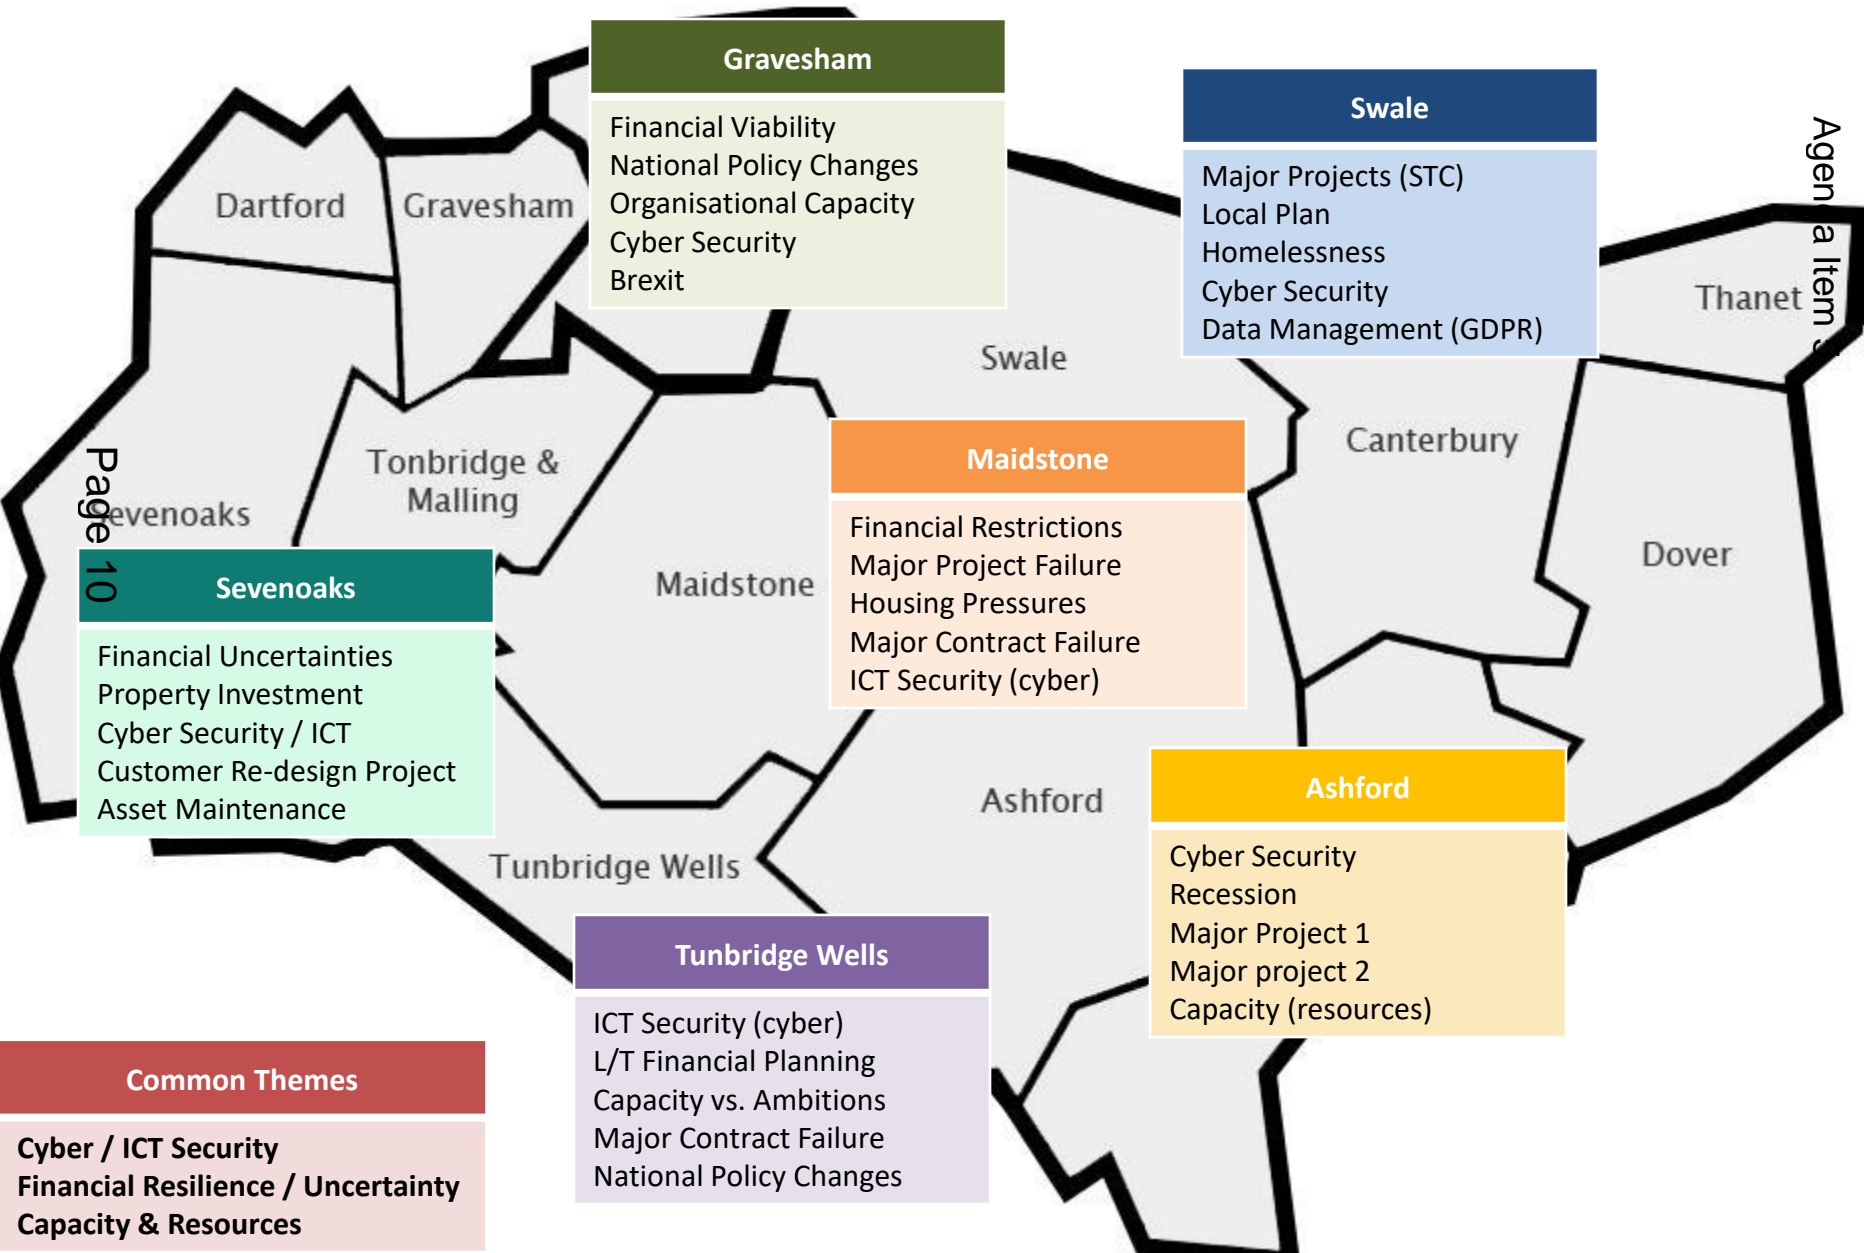 Gravesham
Financial Viability
National Policy Changes
Organisational Capacity
Cyber Security
Brexit
Swale
Major Projects (STC)
Local Plan
Homelessness
Cyber Security
Data Management (GDPR)
Agenda Item
Dartford
Gravesham
Thanet
Swale
Canterbury
Tonbridge &
Malling
Maidstone
Financial Restrictions
Major Project Failure
Housing Pressures
Major Contract Failure
ICT Security (cyber)
Page 10
Sevenoaks
Maidstone
Dover
Sevenoaks
Financial Uncertainties
Property Investment
Cyber Security / ICT
Customer Re-design Project
Asset Maintenance
Ashford
Ashford
Cyber Security
Recession
Major Project 1
Major project 2
Capacity (resources)
Tunbridge Wells
Tunbridge Wells
ICT Security (cyber)
L/T Financial Planning
Capacity vs. Ambitions
Major Contract Failure
National Policy Changes
Common Themes
Cyber / ICT Security
Financial Resilience / Uncertainty
Capacity & Resources